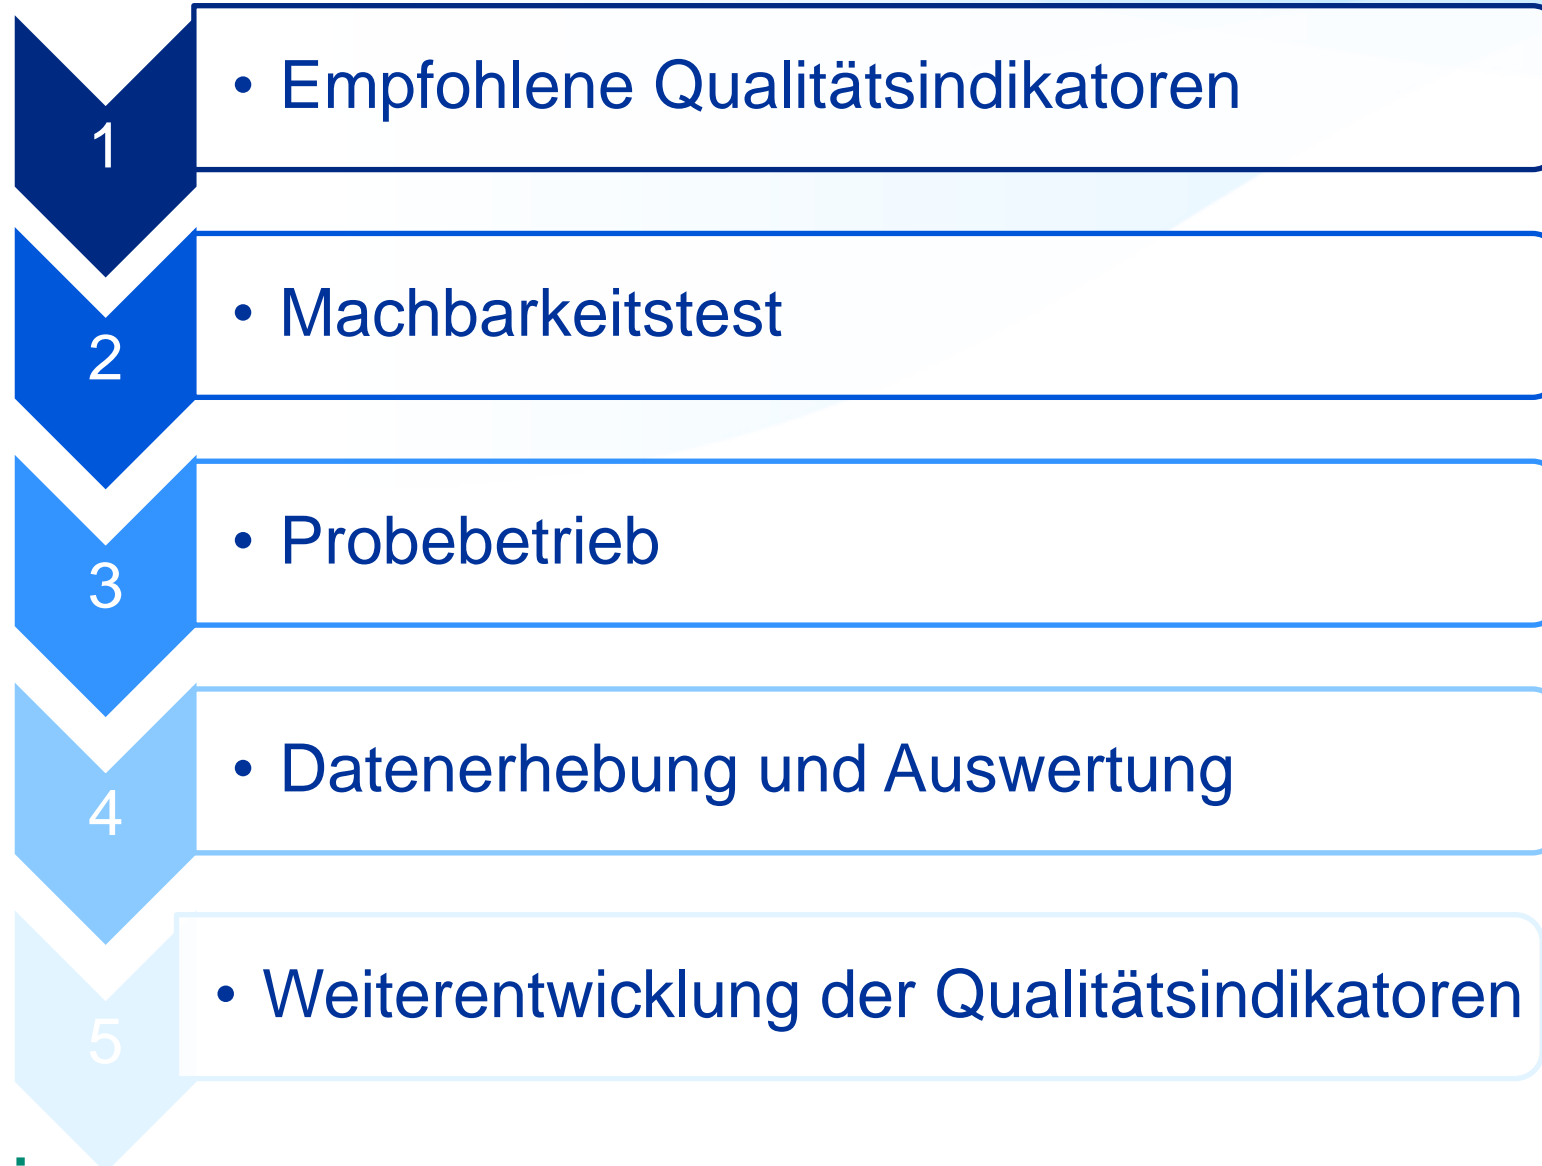 1
• Empfohlene Qualitätsindikatoren
2
• Machbarkeitstest
3
• Probebetrieb
4
• Datenerhebung und Auswertung
5
• Weiterentwicklung der Qualitätsindikatoren